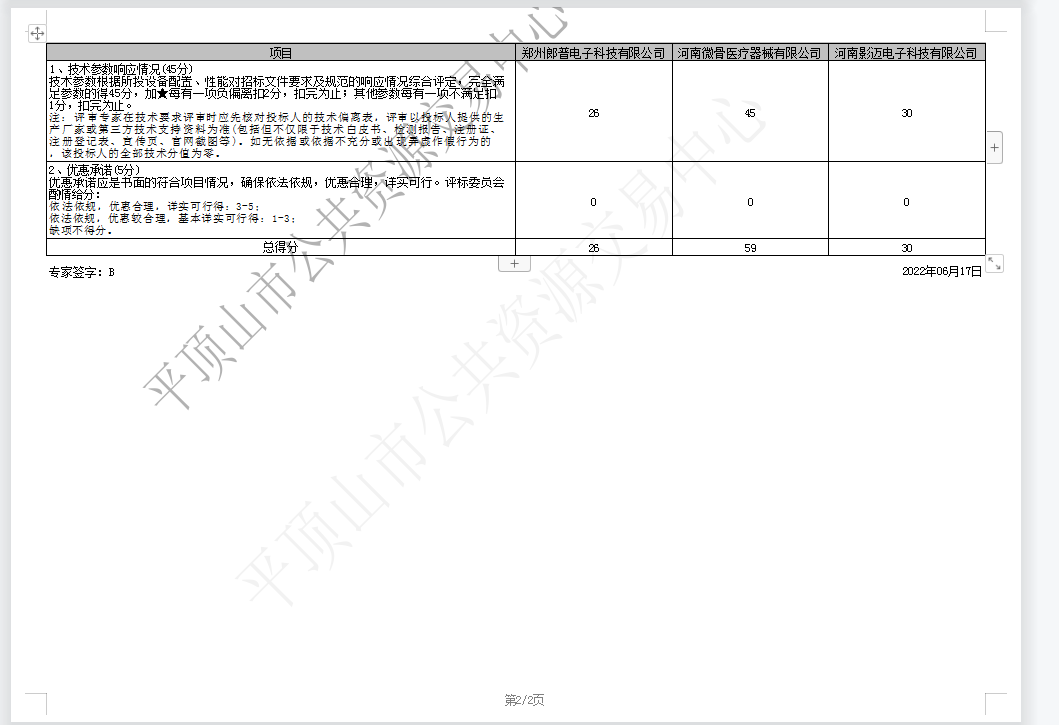 项目 郑州郎普电子科技有限公司 河南微骨医疗器械有限公司 河南影迈电子科技有限公司
1、技术参数响应情况(45分)
技术参数根据所投设备配置、性能对招标文件要求及规范的响应情况综合评定，完全满
足参数的得45分，加★每有一项负偏离扣2分，扣完为止；其他参数每有一项不满足扣
1分，扣完为止。
注：评审专家在技术要求评审时应先核对投标人的技术偏离表，评审以投标人提供的生
产厂家或第三方技术支持资料为准(包括但不仅限于技术白皮书、检测报告、注册证、
注册登记表、宣传页、官网截图等)。如无依据或依据不充分或出现弄虚作假行为的
，该投标人的全部技术分值为零。
26 45 30
2、优惠承诺(5分)
优惠承诺应是书面的符合项目情况，确保依法依规，优惠合理，详实可行。评标委员会
酌情给分：
依法依规，优惠合理，详实可行得：3-5；
依法依规，优惠较合理，基本详实可行得：1-3；
缺项不得分。
0 0 0
总得分 26 59 30
专家签字：B 2022年06月17日
平顶山市公共资源交易中心
平顶山市公共资源交易中心
第2/2页